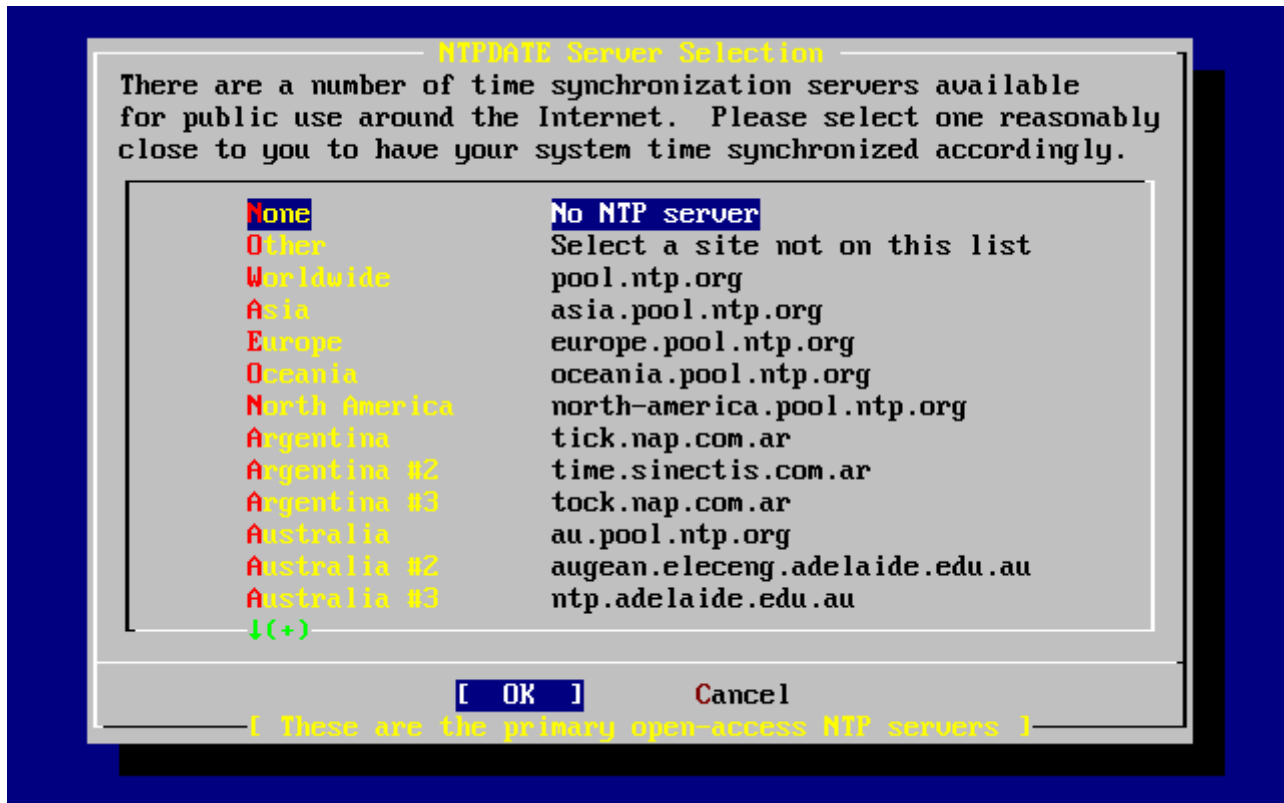 NTPDATE Server Selection
There are a number of time synchronization servers available
for public use around the Internet.  Please select one reasonably
close to you to have your system time synchronized accordingly.
None No NTP server
Other Select a site not on this list
Worldwide pool.ntp.org
Asia asia.pool.ntp.org
Europe europe.pool.ntp.org
Oceania oceania.pool.ntp.org
North America north-america.pool.ntp.org
Argentina tick.nap.com.ar
Argentina #2 time.sinectis.com.ar
Argentina #3 tock.nap.com.ar
Australia au.pool.ntp.org
Australia #2 augean.eleceng.adelaide.edu.au
Australia #3 ntp.adelaide.edu.au
↓(+)
[ OK ] Cancel
[ These are the primary open-access NTP servers ]